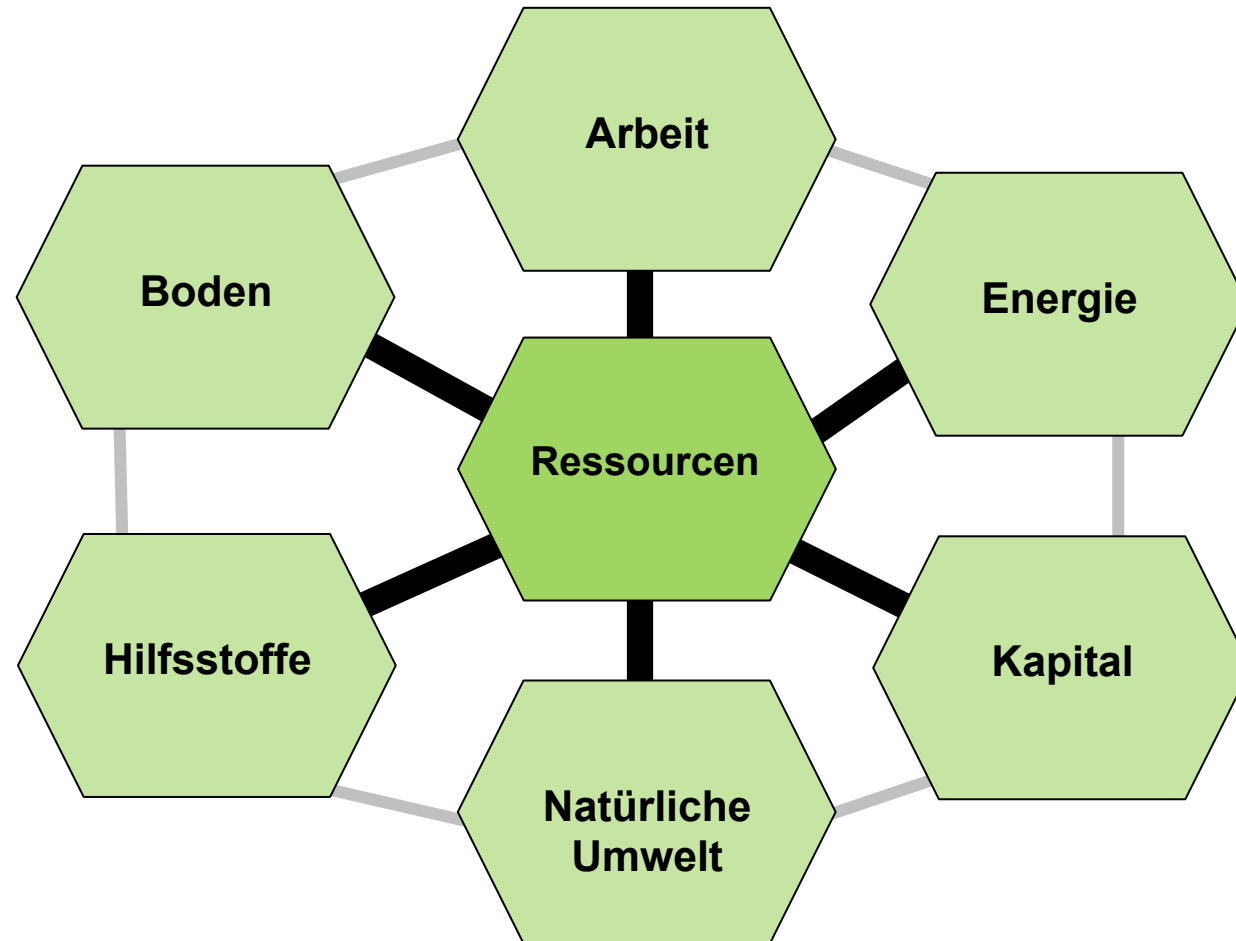 Arbeit
Boden
Energie
Ressourcen
Hilfsstoffe
Kapital
Natürliche
Umwelt